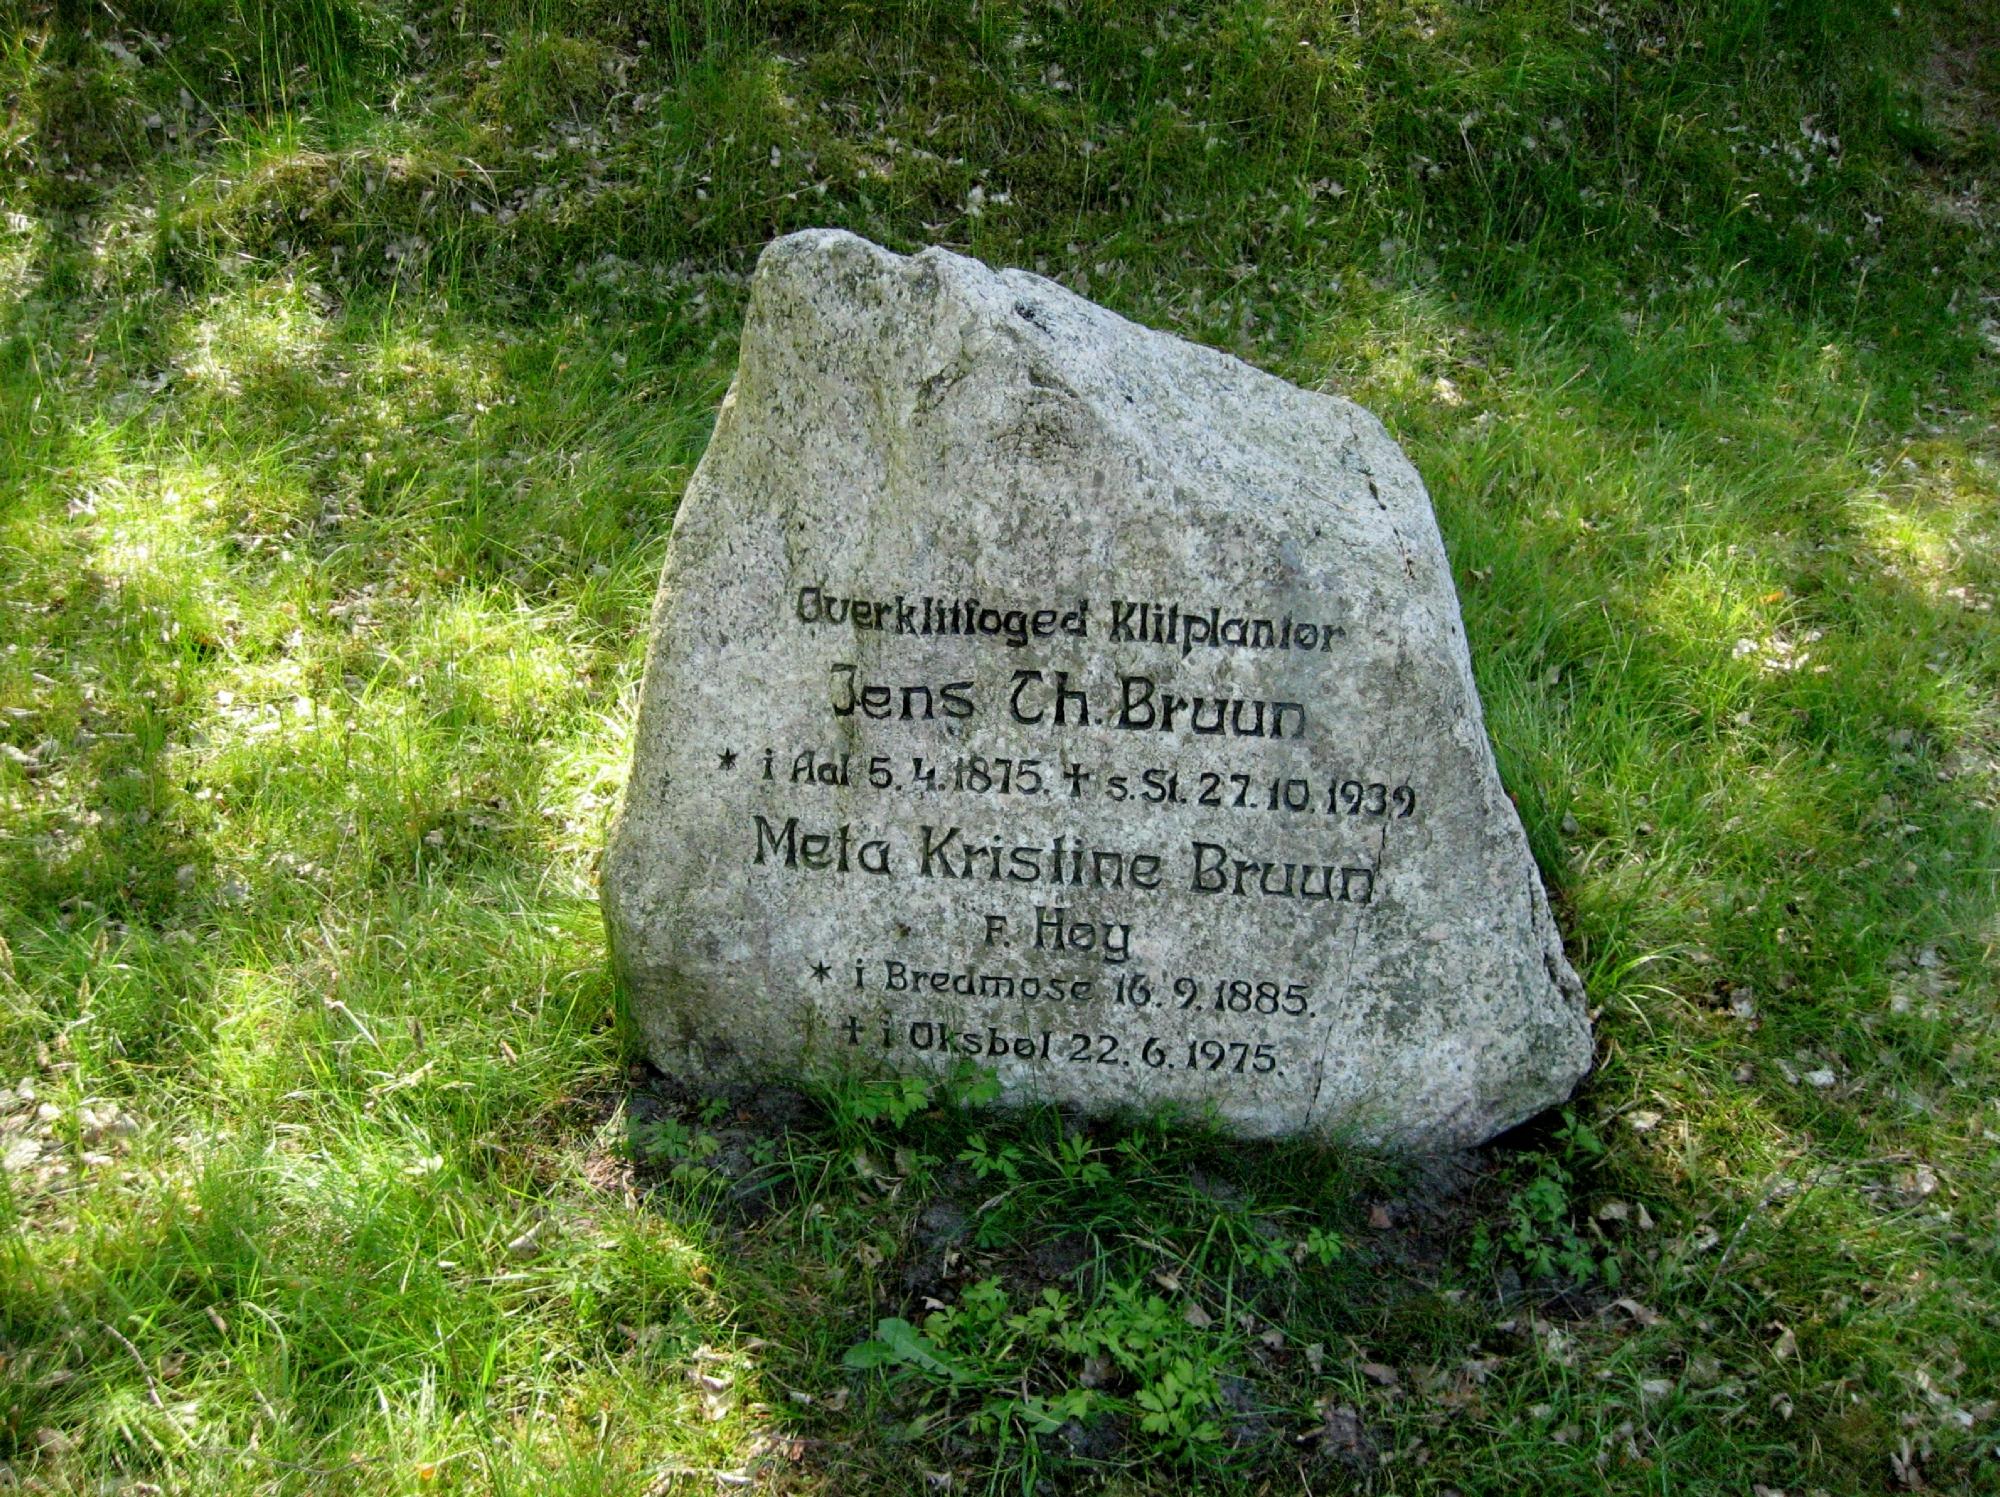 Overklitfoged Klitplantør
Jens Th. Bruun
* i Aal 5.4.1875. † s.St. 27.10.1939
Meta Kristine Bruun
F. Høy
* i Bredmose 16.9.1885.
† i Oksbøl 22.6.1975.